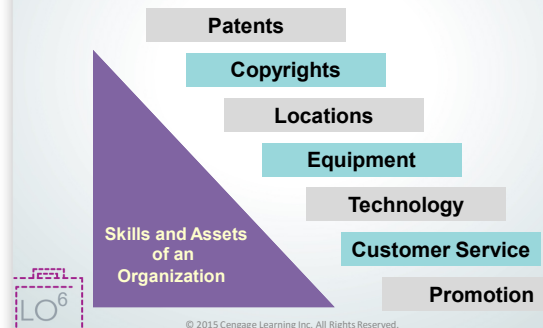 Patents
Copyrights
Locations
Equipment
Technology
Customer Service
Promotion
Skills and Assets
of an
Organization
LO6
© 2015 Cengage Learning Inc. All Rights Reserved.